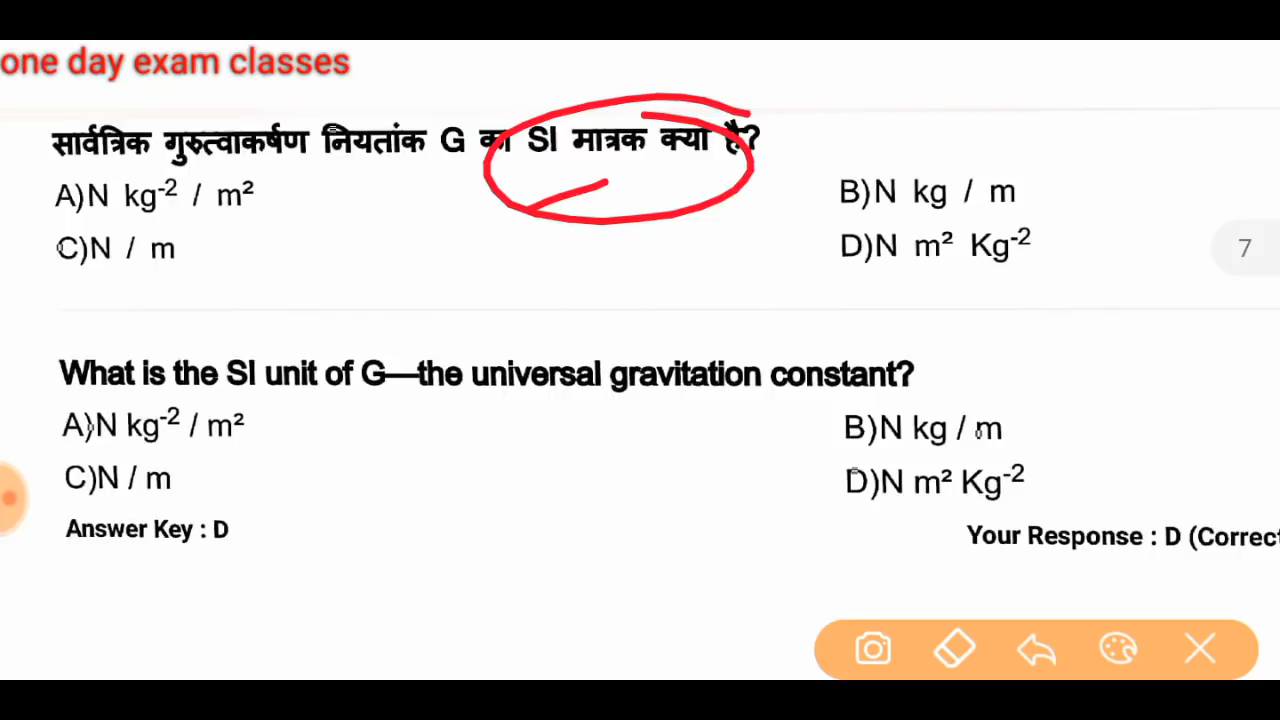 one day exam classes
सार्वत्रिक गुरुत्वाकर्षण नियतांक G का SI मात्रक क्या है?
A)N kg⁻² / m²
B)N kg / m
C)N / m
D)N m² Kg⁻²
7
What is the SI unit of G—the universal gravitation constant?
A)N kg⁻² / m²
B)N kg / m
C)N / m
D)N m² Kg⁻²
Answer Key : D
Your Response : D (Correct